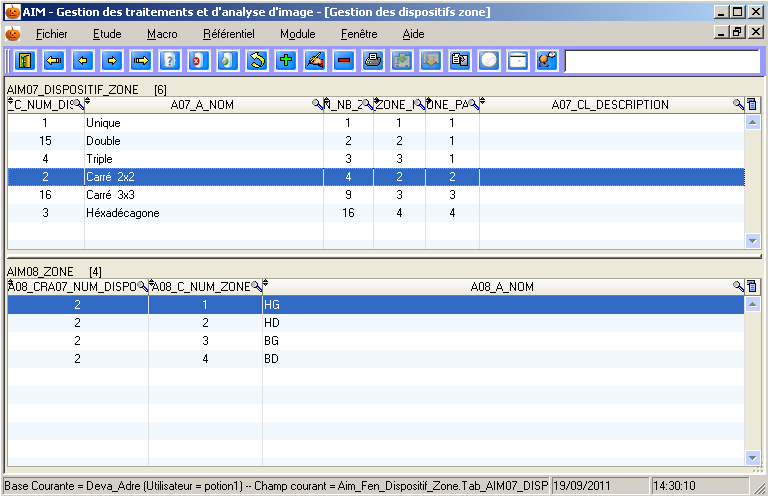 AIM - Gestion des traitements et d'analyse d'image - [Gestion des dispositifs zone]
Fichier Etude Macro Référentiel Module Fenêtre Aide
AIM07_DISPOSITIF_ZONE [6]
C_NUM_DIS A07_A_NOM N_NB_Z ZONE_ ONE_PA A07_CL_DESCRIPTION
1 Unique 1 1 1
15 Double 2 2 1
4 Triple 3 3 1
2 Carré 2x2 4 2 2
16 Carré 3x3 9 3 3
3 Héxadécagone 16 4 4
AIM08_ZONE [4]
A08_CRA07_NUM_DISPO A08_C_NUM_ZONE A08_A_NOM
2 1 HG
2 2 HD
2 3 BG
2 4 BD
Base Courante = Deva_Adre (Utilisateur = potion1) -- Champ courant = Aim_Fen_Dispositif_Zone.Tab_AIM07_DISP 19/09/2011 14:30:10